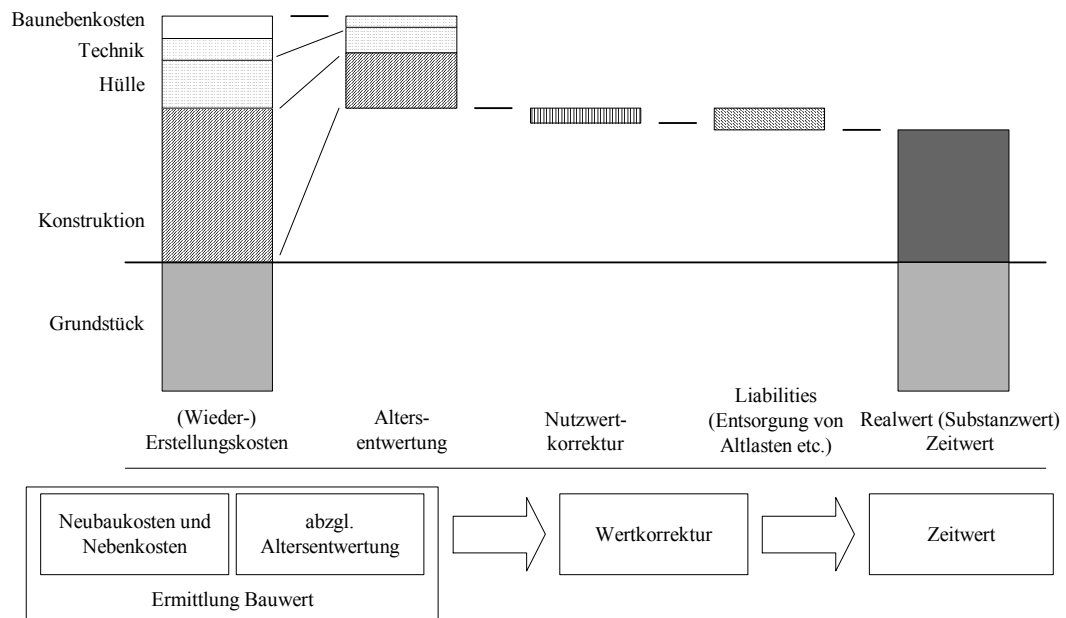 Baunebenkosten
Technik
Hülle
Konstruktion
Grundstück
(Wieder-)
Erstellungskosten
Alters-
entwertung
Nutzwert-
korrektur
Liabilities
(Entsorgung von
Altlasten etc.)
Realwert (Substanzwert)
Zeitwert
Neubaukosten und
Nebenkosten
abzgl.
Altersentwertung
Wertkorrektur
Zeitwert
Ermittlung Bauwert